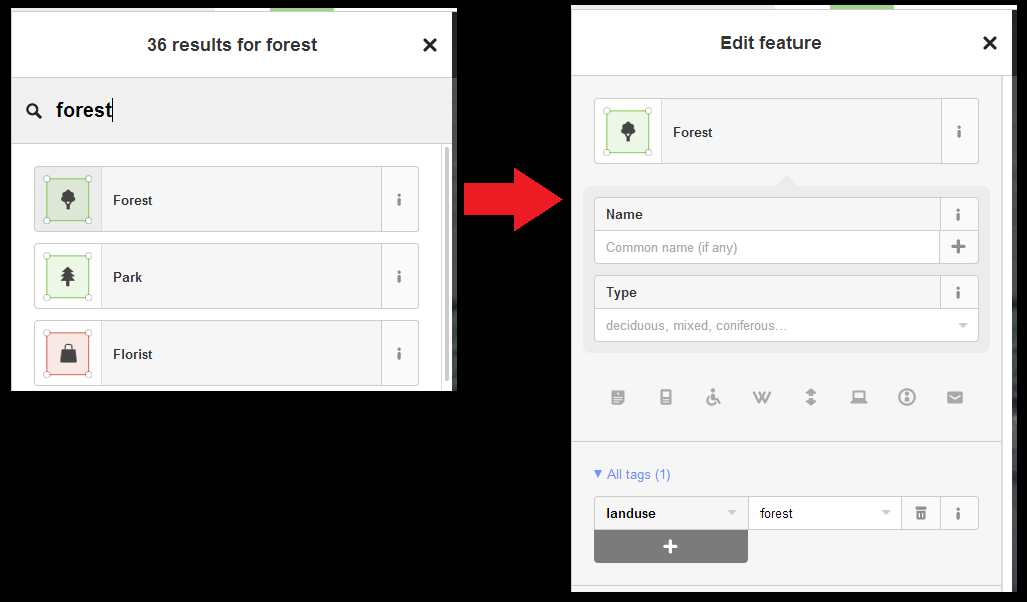 36 results for forest
forest
Forest
Park
Florist
Edit feature
Forest
Name
Common name (if any)
Type
deciduous, mixed, coniferous...
All tags (1)
landuse
forest